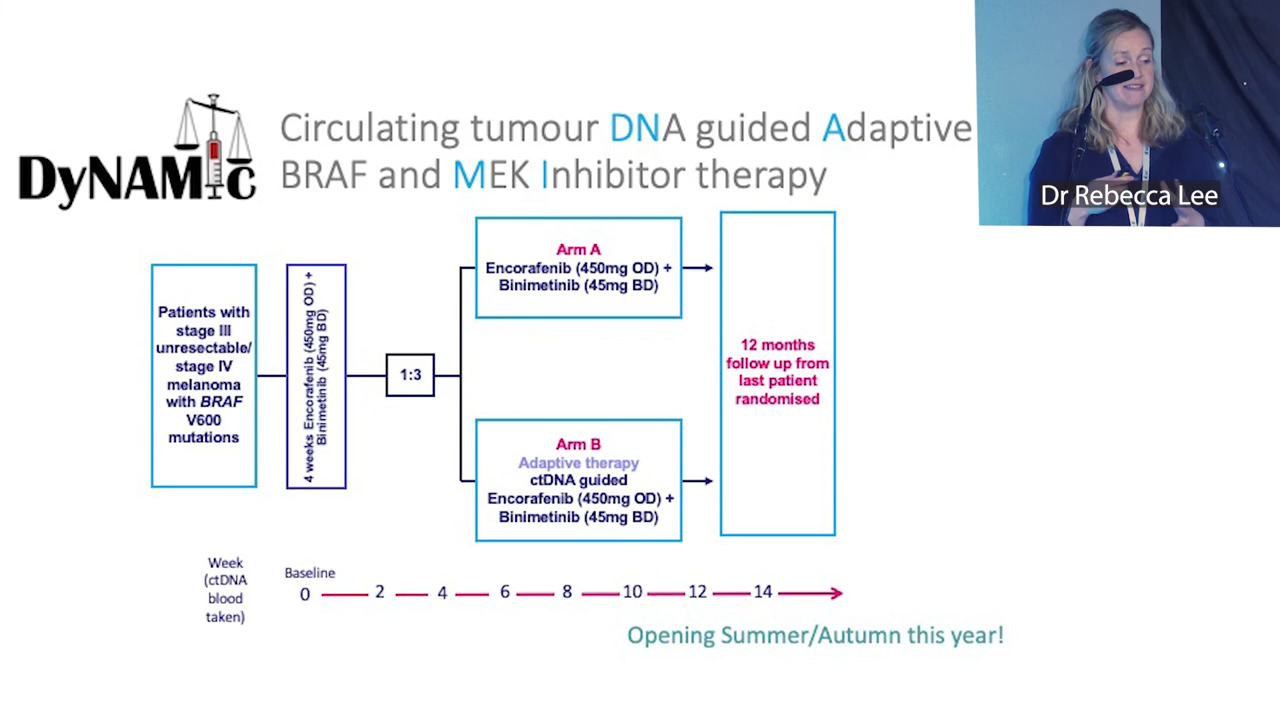 DyNAMic
Circulating tumour DNA guided Adaptive
BRAF and MEK Inhibitor therapy
Dr Rebecca Lee
Patients with
stage III
unresectable/
stage IV
melanoma
with BRAF
V600
mutations
4 weeks Encorafenib (450mg OD) +
Binimetinib (45mg BD)
1:3
Arm A
Encorafenib (450mg OD) +
Binimetinib (45mg BD)
Arm B
Adaptive therapy
ctDNA guided
Encorafenib (450mg OD) +
Binimetinib (45mg BD)
12 months
follow up from
last patient
randomised
Week
(ctDNA
blood
taken)
Baseline
0 2 4 6 8 10 12 14
Opening Summer/Autumn this year!